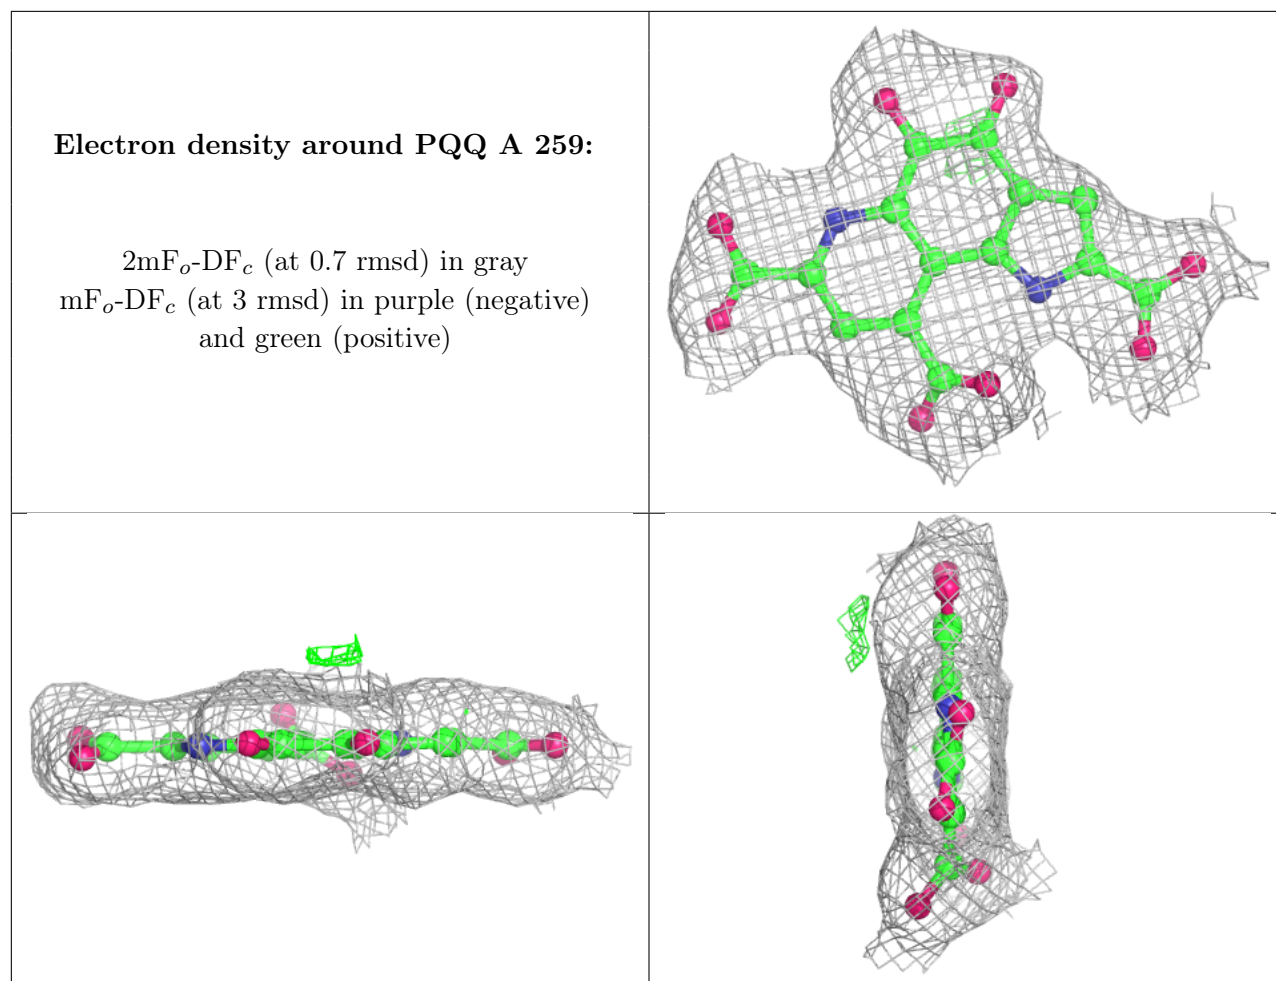 Electron density around PQQ A 259:
2mFo-DFc (at 0.7 rmsd) in gray
mFo-DFc (at 3 rmsd) in purple (negative)
and green (positive)